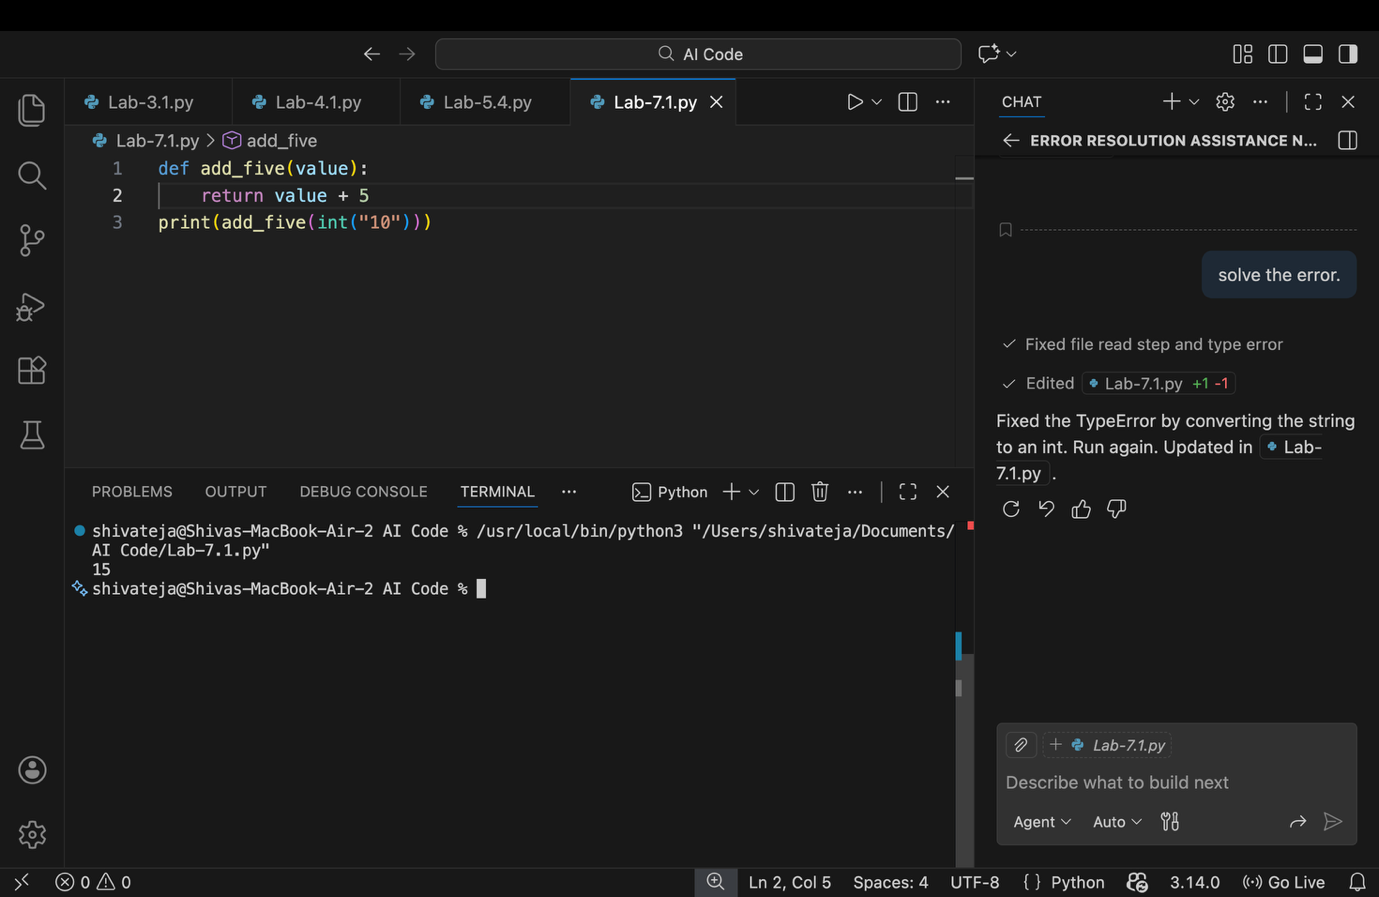 AI Code
Lab-3.1.py
Lab-4.1.py
Lab-5.4.py
Lab-7.1.py
Lab-7.1.py > add_five
1 def add_five(value):
2 return value + 5
3 print(add_five(int("10")))
PROBLEMS OUTPUT DEBUG CONSOLE TERMINAL ... Python
shivateja@Shivas-MacBook-Air-2 AI Code % /usr/local/bin/python3 "/Users/shivateja/Documents/
AI Code/Lab-7.1.py"
15
shivateja@Shivas-MacBook-Air-2 AI Code %
CHAT
ERROR RESOLUTION ASSISTANCE N...
solve the error.
Fixed file read step and type error
Edited Lab-7.1.py +1 -1
Fixed the TypeError by converting the string
to an int. Run again. Updated in Lab-
7.1.py .
+ Lab-7.1.py
Describe what to build next
Agent Auto
0 0 Ln 2, Col 5 Spaces: 4 UTF-8 {} Python 3.14.0 Go Live